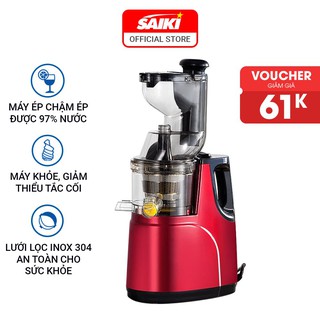 SAIKI
OFFICIAL STORE
VOUCHER
GIẢM GIÁ
61K
MÁY ÉP CHẬM ÉP
ĐƯỢC 97% NƯỚC
MÁY KHỎE, GIẢM
THIỂU TẮC CỐI
LƯỚI LỌC INOX 304
AN TOÀN CHO
SỨC KHỎE